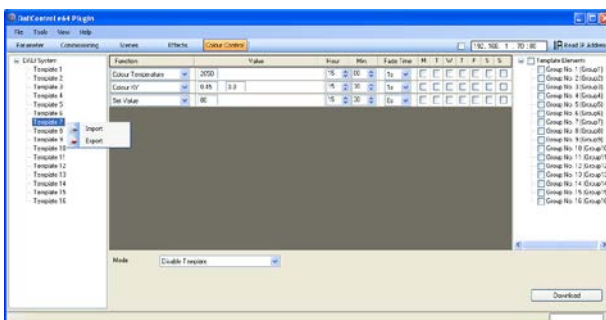 DaliControl e64 Plugin
File Tools View Help
Parameter Commissioning Scenes Effects Colour Control 192 . 168 . 1 . 70 : 80 Read IP Address
DALI System
Template 1
Template 2
Template 3
Template 4
Template 5
Template 6
Template 7
Template 8
Template 9
Template 10
Template 11
Template 12
Template 13
Template 14
Template 15
Template 16
Import
Export
Function Value Hour Min Fade Time M T W T F S S
Colour Temperature 2650 15 00 1s
Colour XY 0.45 0.3 15 10 1s
Set Value 80 15 20 0s
Mode Disable Template
Template Elements
Group No. 1 (Group1)
Group No. 2 (Group2)
Group No. 3 (Group3)
Group No. 4 (Group4)
Group No. 5 (Group5)
Group No. 6 (Group6)
Group No. 7 (Group7)
Group No. 8 (Group8)
Group No. 9 (Group9)
Group No. 10 (Group10
Group No. 11 (Group11
Group No. 12 (Group12
Group No. 13 (Group13
Group No. 14 (Group14
Group No. 15 (Group15
Group No. 16 (Group16
Download